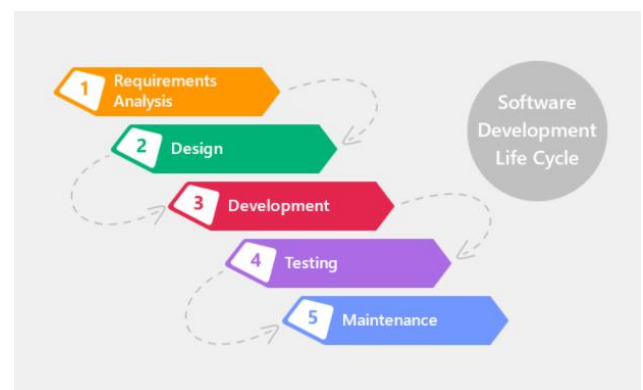 1
Requirements
Analysis
2
Design
3
Development
4
Testing
5
Maintenance
Software
Development
Life Cycle